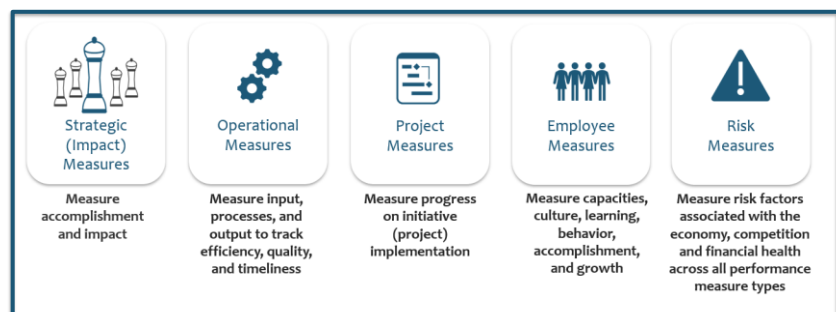 Strategic
(Impact)
Measures
Measure
accomplishment
and impact
Operational
Measures
Measure input,
processes, and
output to track
efficiency, quality,
and timeliness
Project
Measures
Measure progress
on initiative
(project)
implementation
Employee
Measures
Measure capacities,
culture, learning,
behavior,
accomplishment,
and growth
Risk
Measures
Measure risk factors
associated with the
economy, competition
and financial health
across all performance
measure types